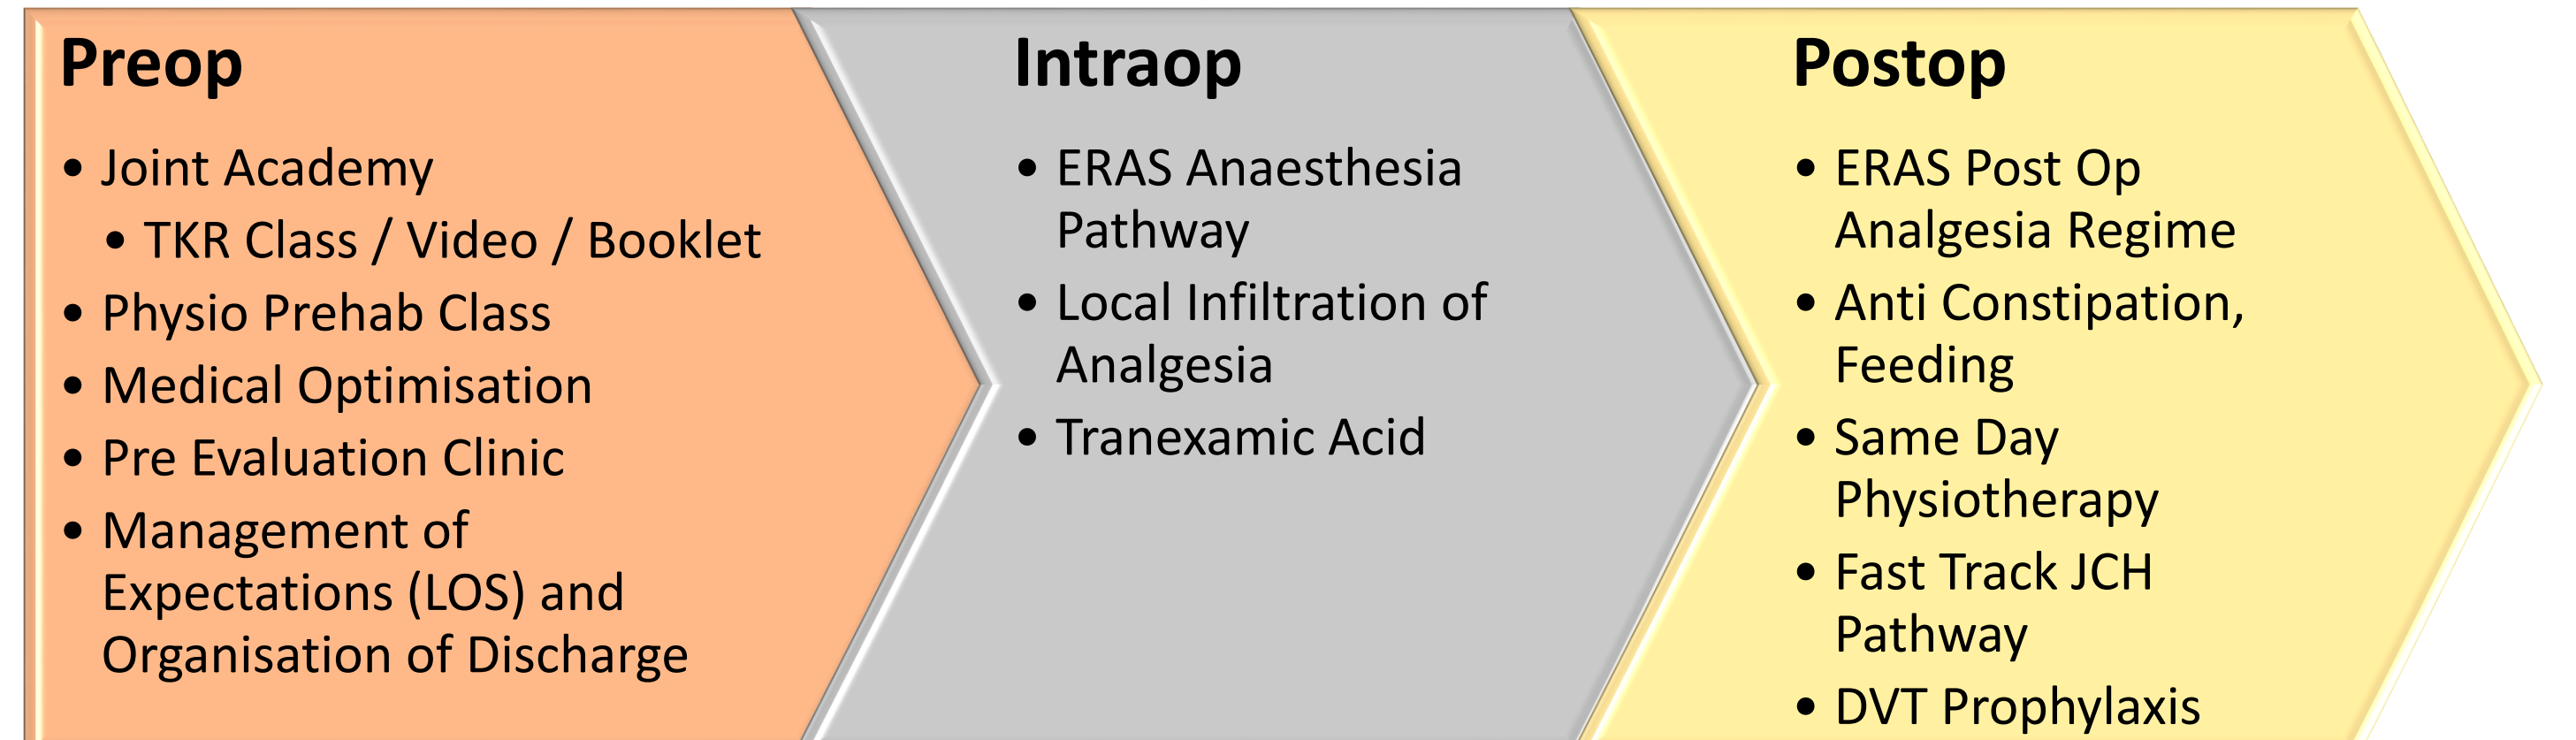 Preop
• Joint Academy
• TKR Class / Video / Booklet
• Physio Prehab Class
• Medical Optimisation
• Pre Evaluation Clinic
• Management of
Expectations (LOS) and
Organisation of Discharge
Intraop
• ERAS Anaesthesia
Pathway
• Local Infiltration of
Analgesia
• Tranexamic Acid
Postop
• ERAS Post Op
Analgesia Regime
• Anti Constipation,
Feeding
• Same Day
Physiotherapy
• Fast Track JCH
Pathway
• DVT Prophylaxis